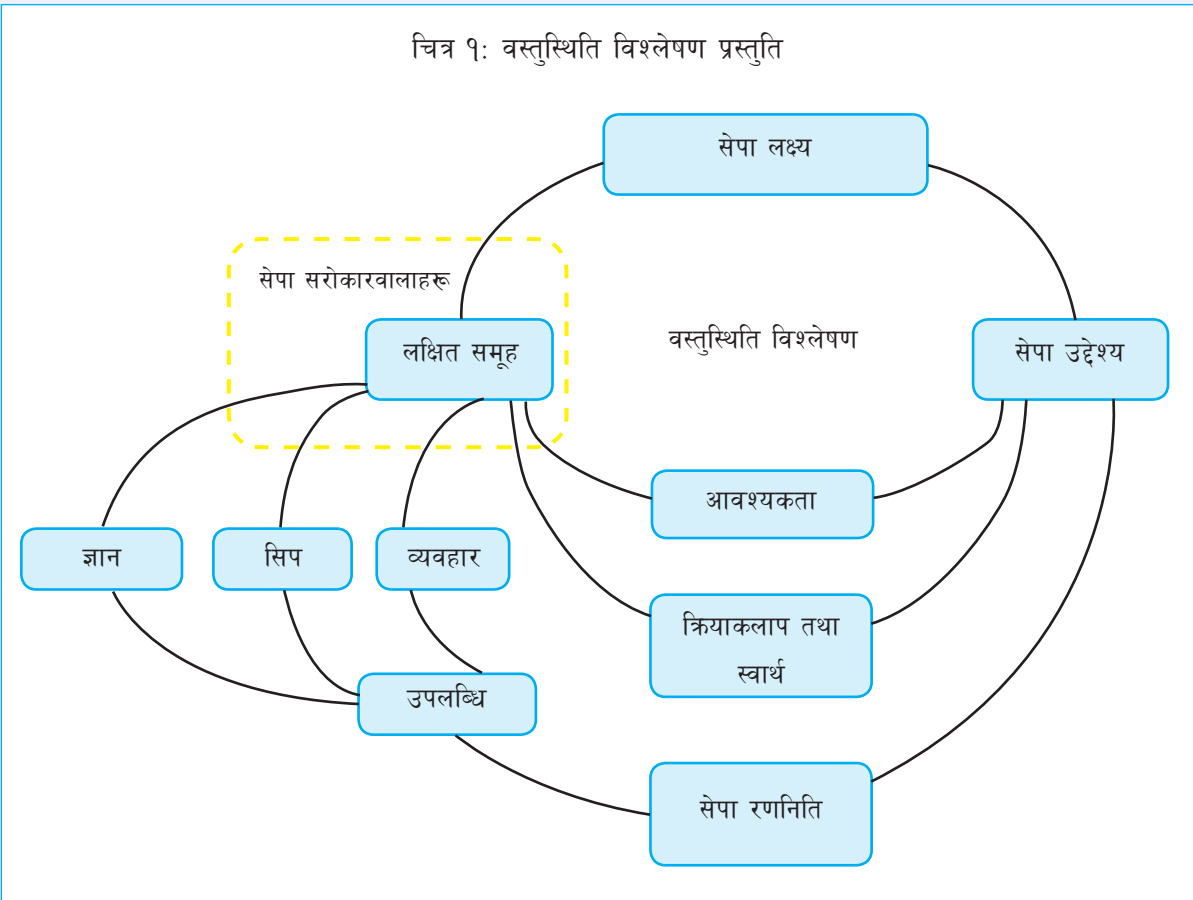 चित्र १: वस्तुस्थिति विश्लेषण प्रस्तुति
सेपा लक्ष्य
सेपा सरोकारवालाहरू
लक्षित समूह
वस्तुस्थिति विश्लेषण
सेपा उद्देश्य
आवश्यकता
ज्ञान
सिप
व्यवहार
क्रियाकलाप तथा
स्वार्थ
उपलब्धि
सेपा रणनिति